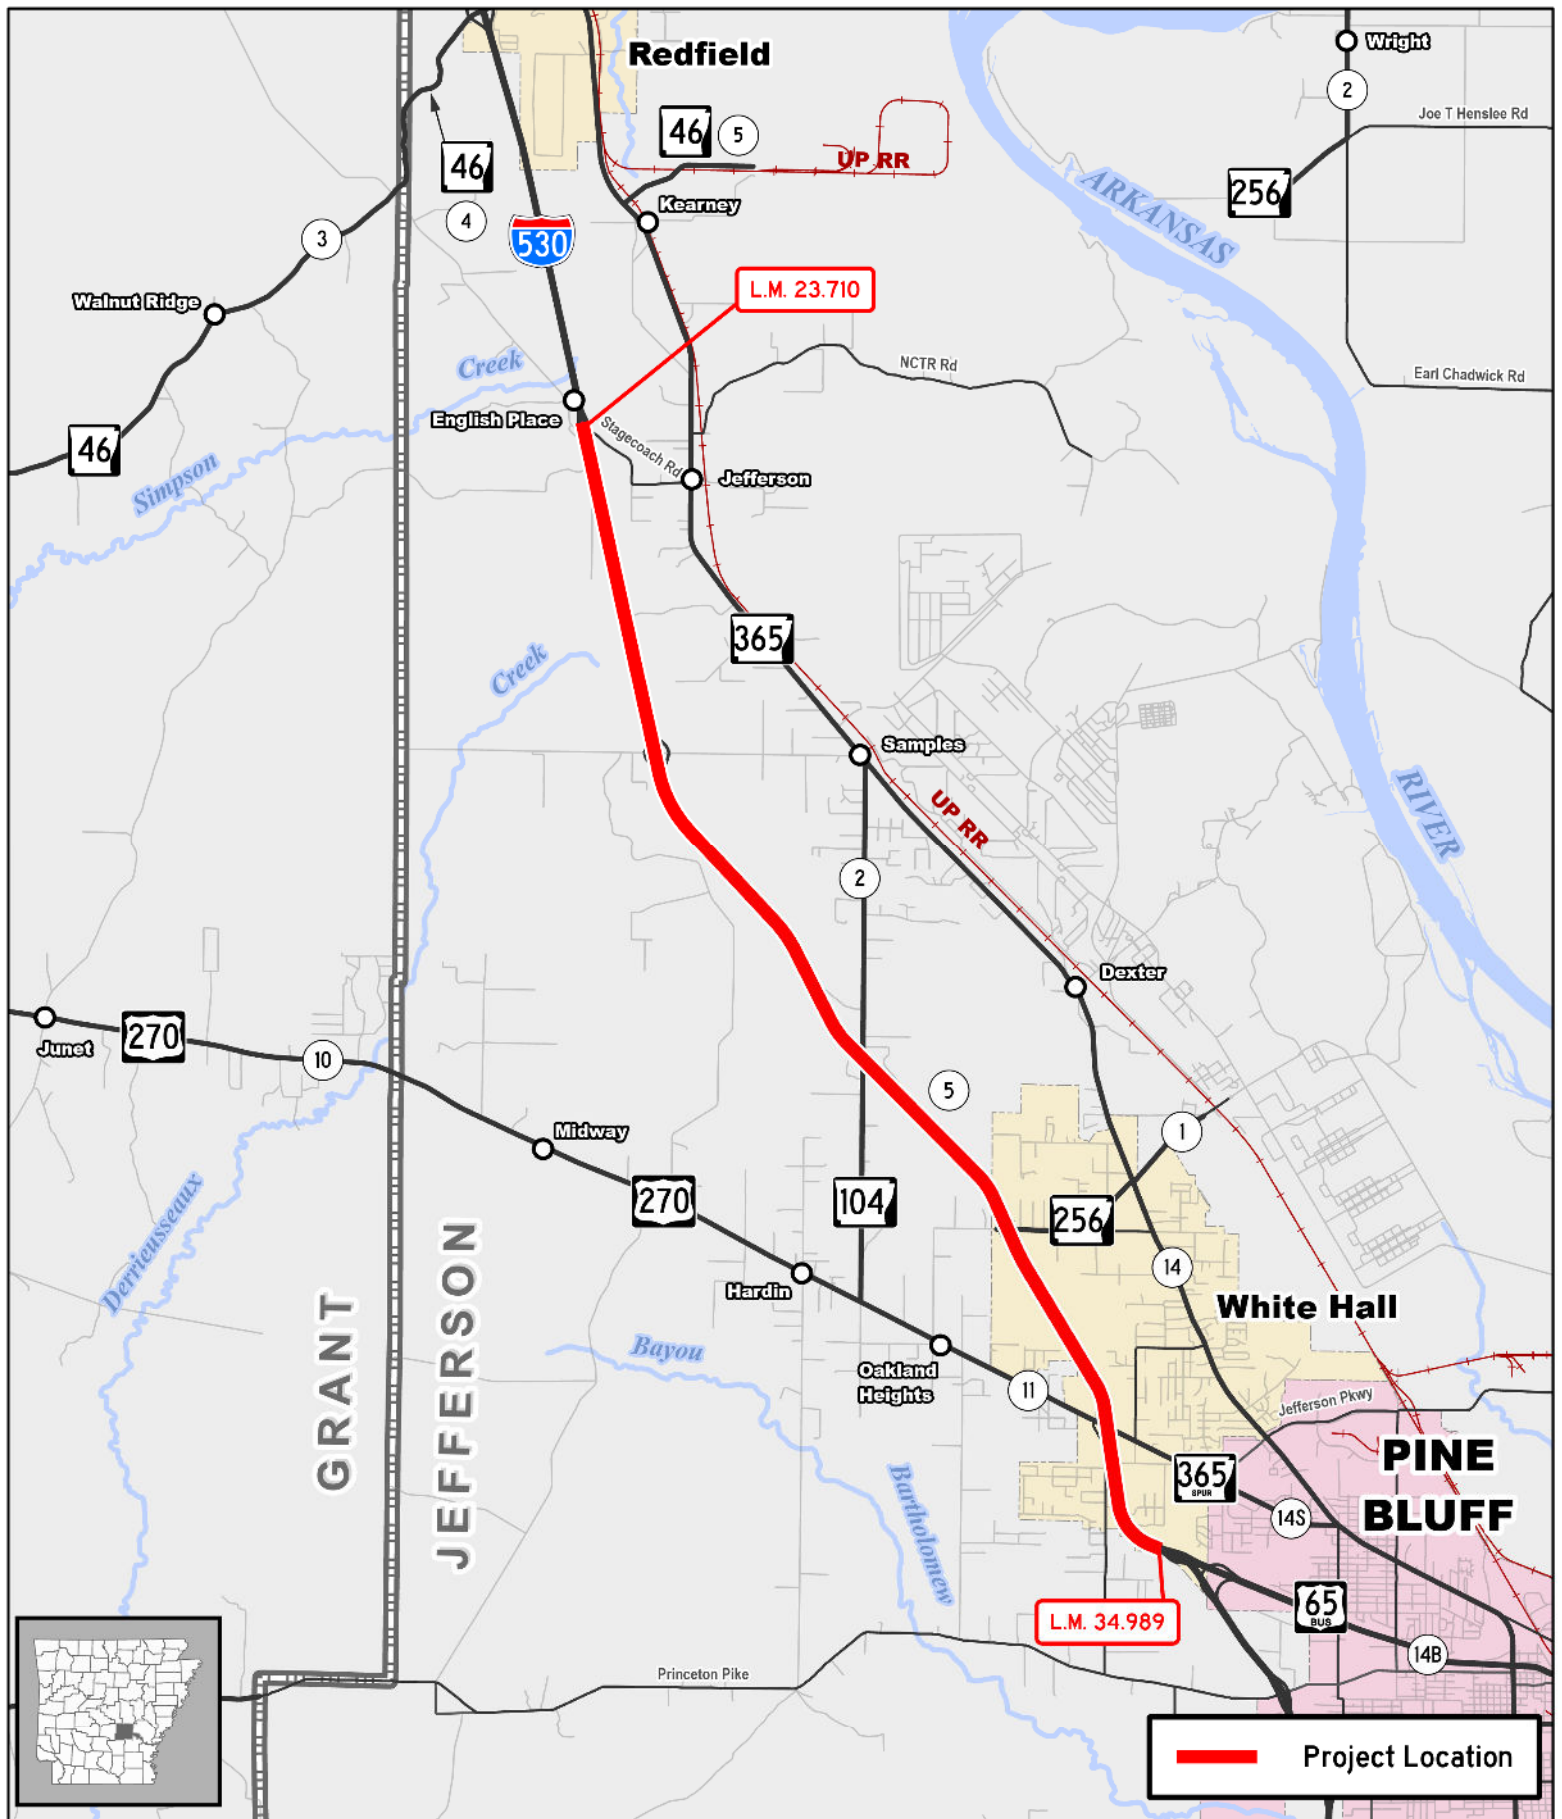 Redfield
Wright
2
Joe T Henslee Rd
46
5
UP RR
46
256
ARKANSAS
Kearney
4
3
530
L.M. 23.710
Walnut Ridge
Creek
NCTR Rd
Earl Chadwick Rd
English Place
Stagecoach Rd
46
Simpson
Jefferson
365
Creek
Samples
UP RR
RIVER
2
Dexter
Junet
270
10
5
Midway
1
270
104
256
Derrieusseaux
14
Hardin
White Hall
GRANT
JEFFERSON
Bayou
Oakland
Heights
11
Jefferson Pkwy
PINE
BLUFF
365
SPUR
14S
Bartholomew
65
BUS
L.M. 34.989
14B
Princeton Pike
Project Location